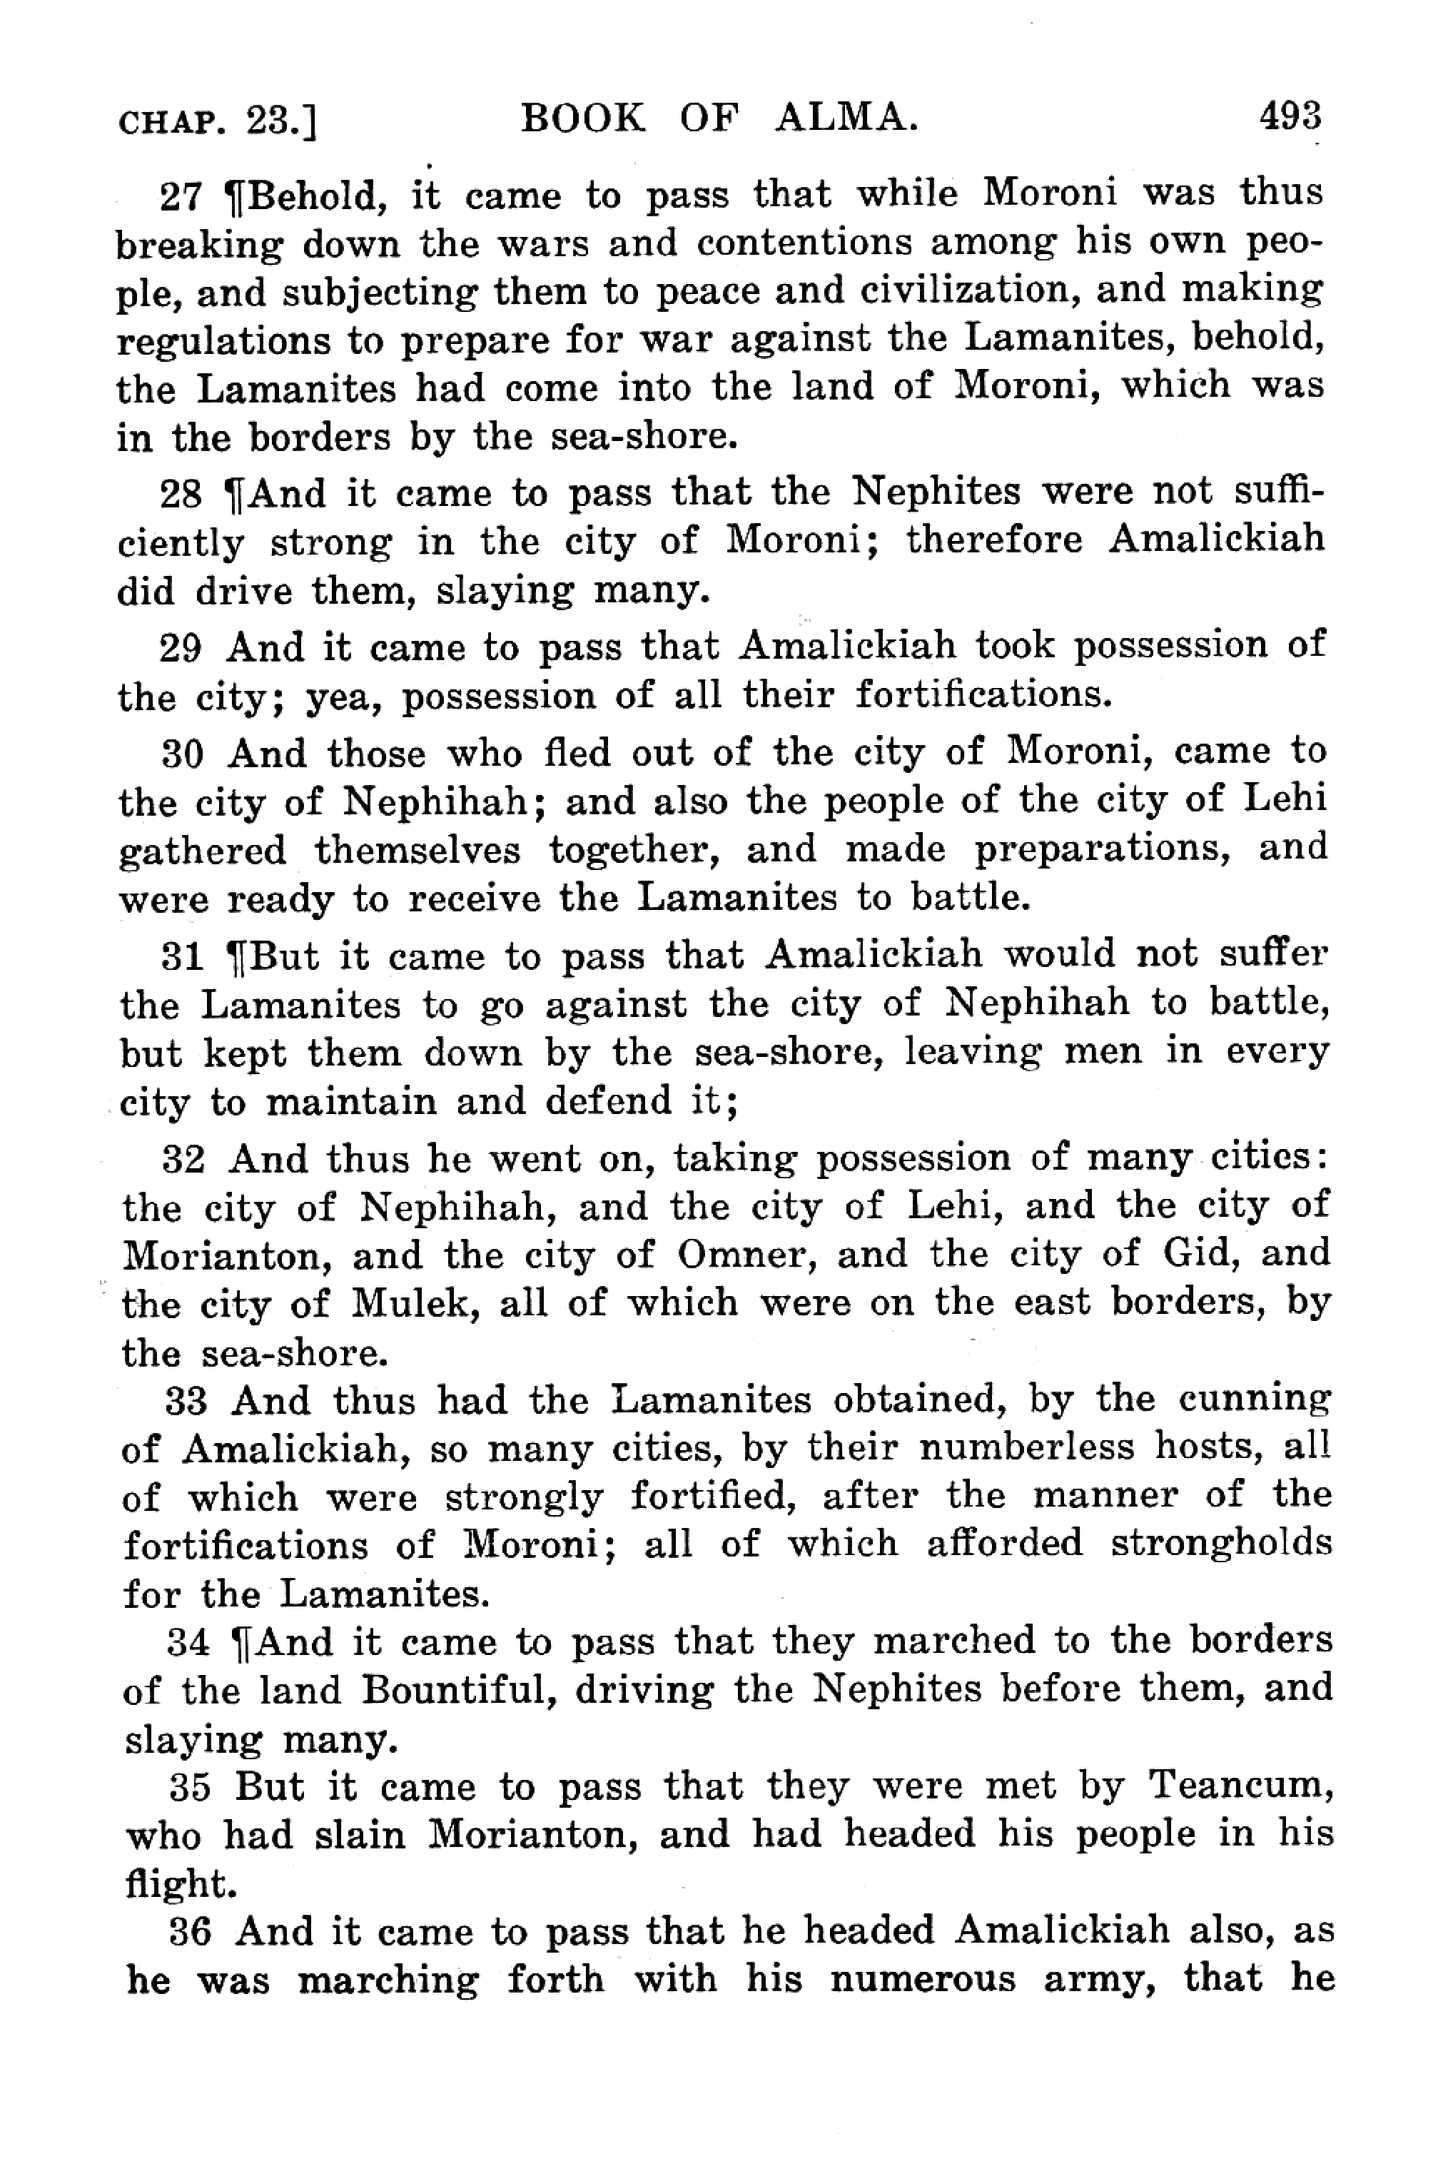 CHAP. 23.] BOOK OF ALMA. 493
27 ¶Behold, it came to pass that while Moroni was thus
breaking down the wars and contentions among his own peo-
ple, and subjecting them to peace and civilization, and making
regulations to prepare for war against the Lamanites, behold,
the Lamanites had come into the land of Moroni, which was
in the borders by the sea-shore.
28 ¶And it came to pass that the Nephites were not suffi-
ciently strong in the city of Moroni; therefore Amalickiah
did drive them, slaying many.
29 And it came to pass that Amalickiah took possession of
the city; yea, possession of all their fortifications.
30 And those who fled out of the city of Moroni, came to
the city of Nephihah; and also the people of the city of Lehi
gathered themselves together, and made preparations, and
were ready to receive the Lamanites to battle.
31 ¶But it came to pass that Amalickiah would not suffer
the Lamanites to go against the city of Nephihah to battle,
but kept them down by the sea-shore, leaving men in every
city to maintain and defend it;
32 And thus he went on, taking possession of many cities:
the city of Nephihah, and the city of Lehi, and the city of
Morianton, and the city of Omner, and the city of Gid, and
the city of Mulek, all of which were on the east borders, by
the sea-shore.
33 And thus had the Lamanites obtained, by the cunning
of Amalickiah, so many cities, by their numberless hosts, all
of which were strongly fortified, after the manner of the
fortifications of Moroni; all of which afforded strongholds
for the Lamanites.
34 ¶And it came to pass that they marched to the borders
of the land Bountiful, driving the Nephites before them, and
slaying many.
35 But it came to pass that they were met by Teancum,
who had slain Morianton, and had headed his people in his
flight.
36 And it came to pass that he headed Amalickiah also, as
he was marching forth with his numerous army, that he